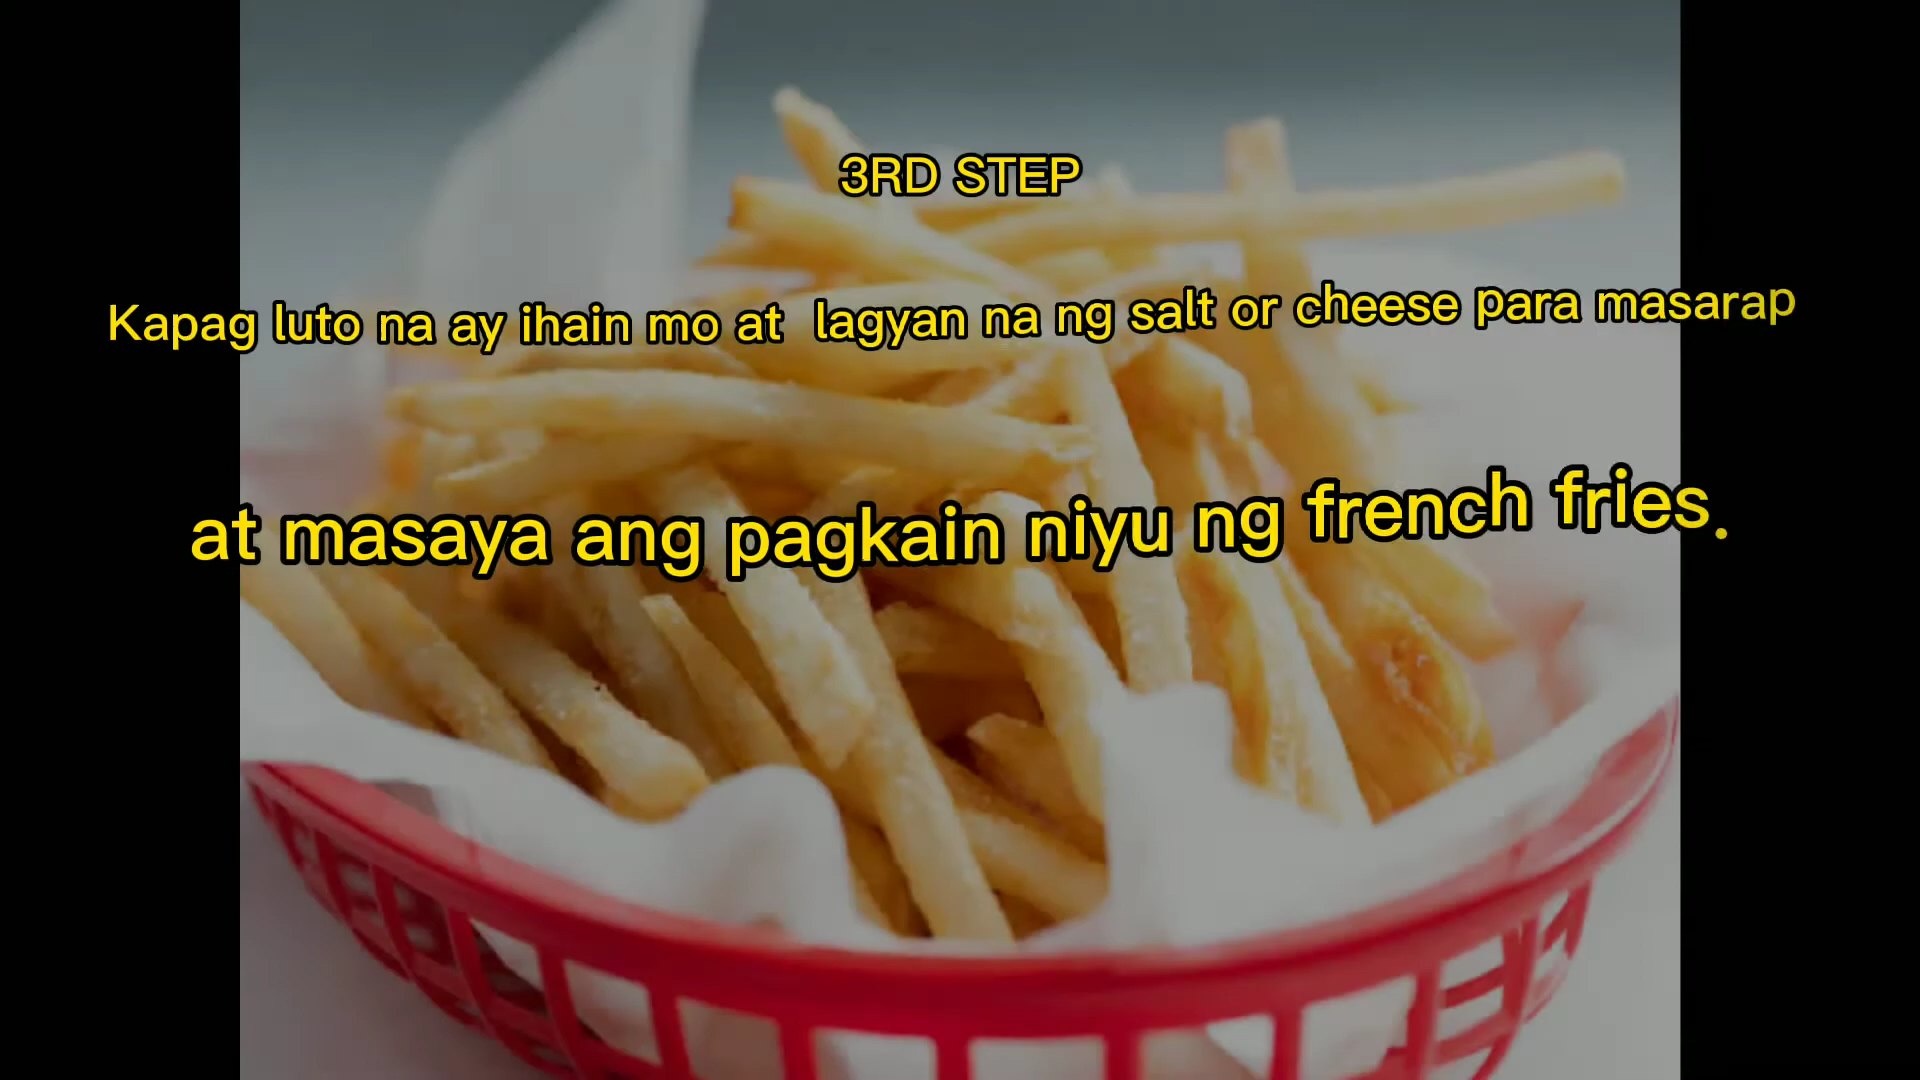 3RD STEP
Kapag luto na ay ihain mo at lagyan na ng salt or cheese para masarap
at masaya ang pagkain niyu ng french fries.